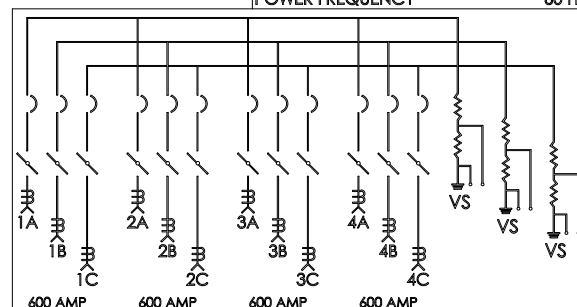 POWER FREQUENCY
1A 2A 3A 4A VS
1B 2B 3B 4B VS
1C 2C 3C 4C VS
600 AMP 600 AMP 600 AMP 600 AMP